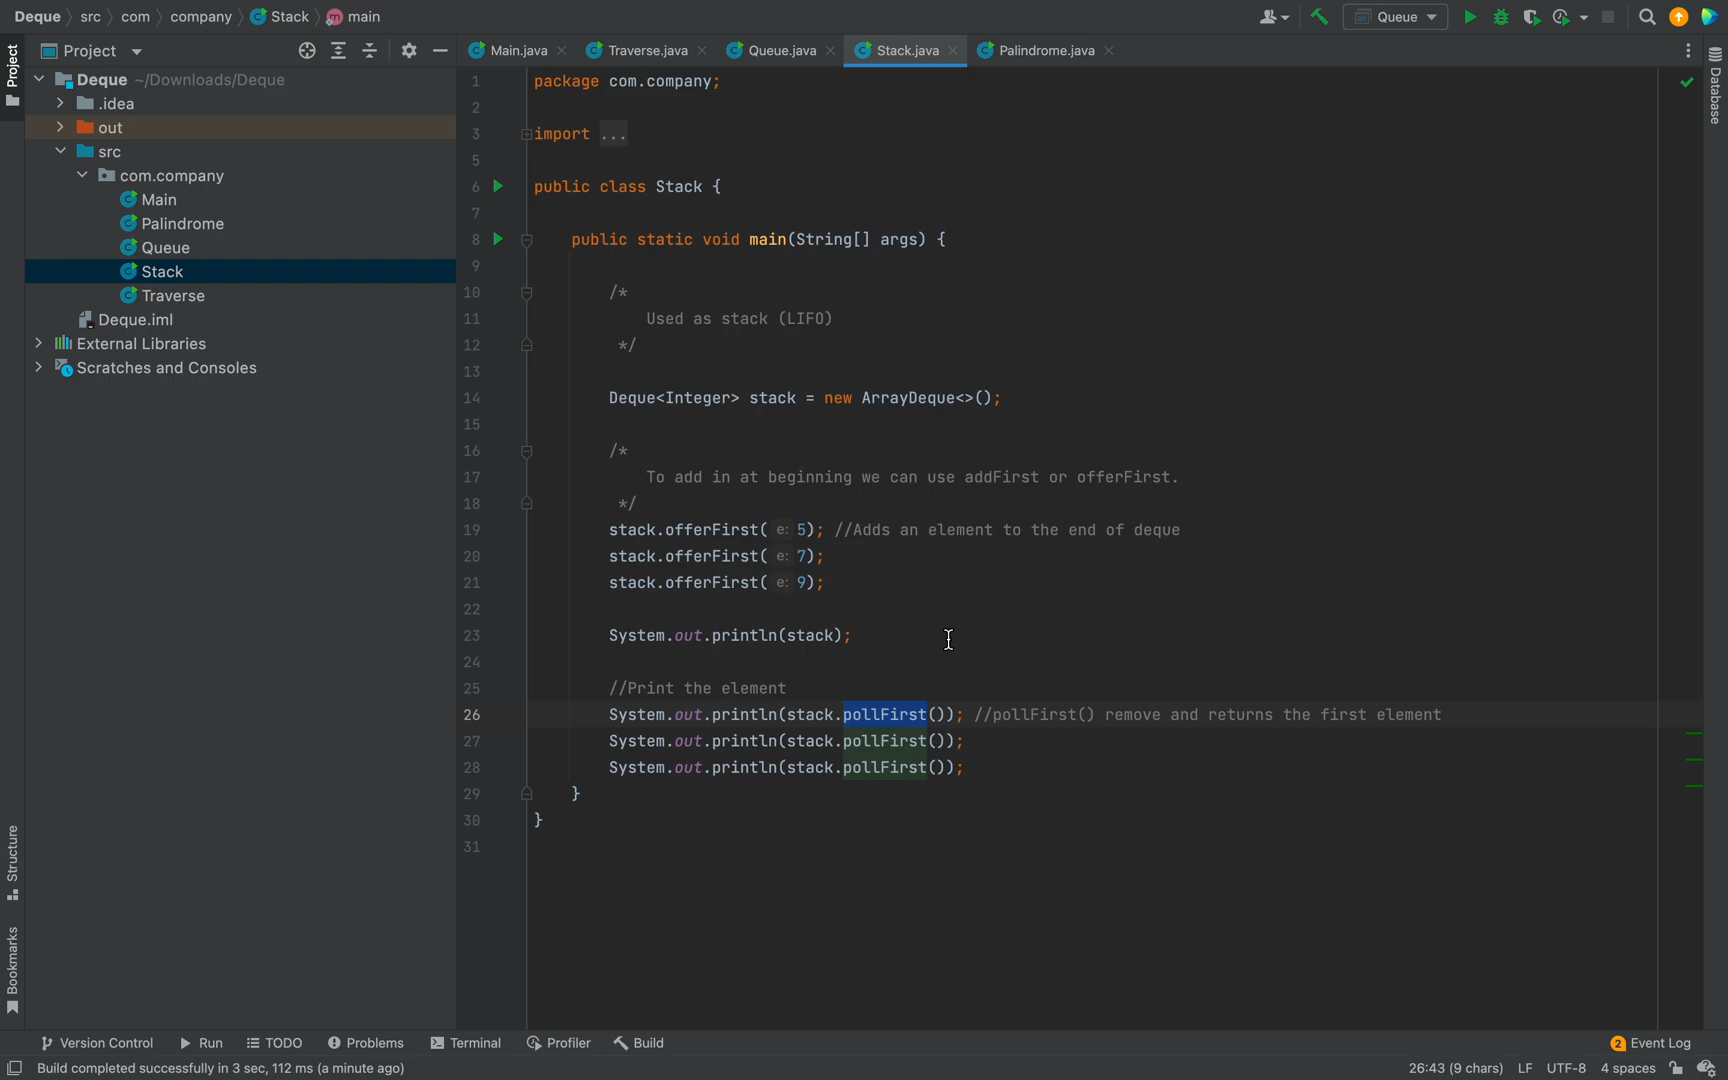 Deque src com company Stack main
Queue
Project
Main.java Traverse.java Queue.java Stack.java Palindrome.java
Project
Database
Deque ~/Downloads/Deque
.idea
out
src
com.company
Main
Palindrome
Queue
Stack
Traverse
Deque.iml
External Libraries
Scratches and Consoles
1 package com.company;
2
3 import ...
5
6 public class Stack {
7
8 public static void main(String[] args) {
9
10 /*
11 Used as stack (LIFO)
12 */
13
14 Deque<Integer> stack = new ArrayDeque<>();
15
16 /*
17 To add in at beginning we can use addFirst or offerFirst.
18 */
19 stack.offerFirst( e: 5); //Adds an element to the end of deque
20 stack.offerFirst( e: 7);
21 stack.offerFirst( e: 9);
22
23 System.out.println(stack);
24
25 //Print the element
26 System.out.println(stack.pollFirst()); //pollFirst() remove and returns the first element
27 System.out.println(stack.pollFirst());
28 System.out.println(stack.pollFirst());
29 }
30 }
31
Structure
Bookmarks
Version Control Run TODO Problems Terminal Profiler Build 2 Event Log
Build completed successfully in 3 sec, 112 ms (a minute ago) 26:43 (9 chars) LF UTF-8 4 spaces